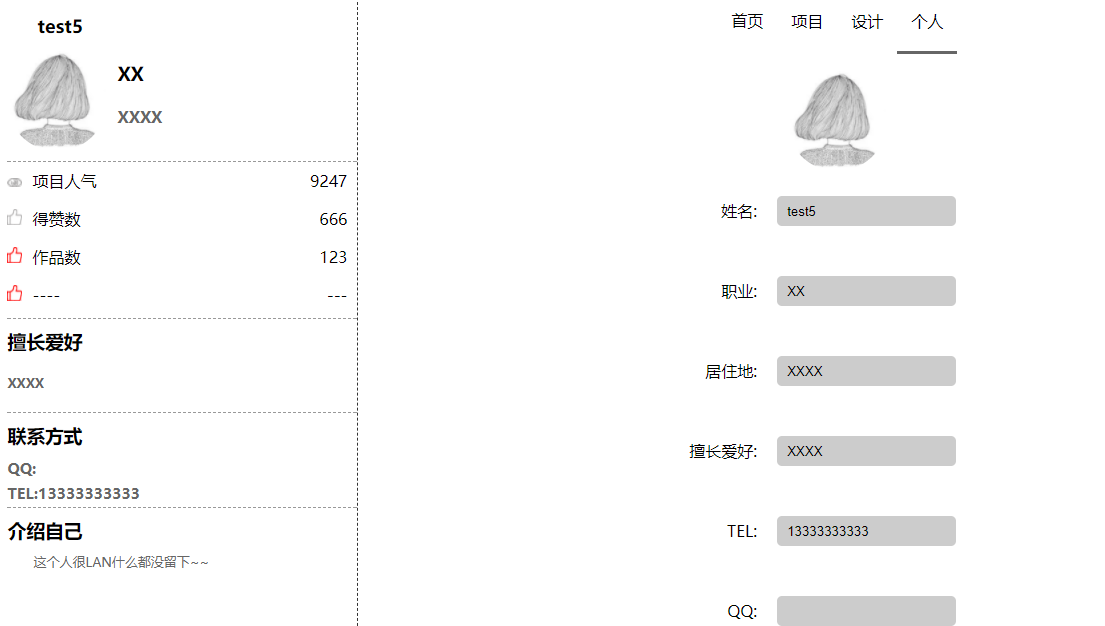 test5
XX
XXXX
项目人气 9247
得赞数 666
作品数 123
---- ---
擅长爱好
XXXX
联系方式
QQ:
TEL:13333333333
介绍自己
这个人很LAN什么都没留下~~
首页 项目 设计 个人
姓名: test5
职业: XX
居住地: XXXX
擅长爱好: XXXX
TEL: 13333333333
QQ: